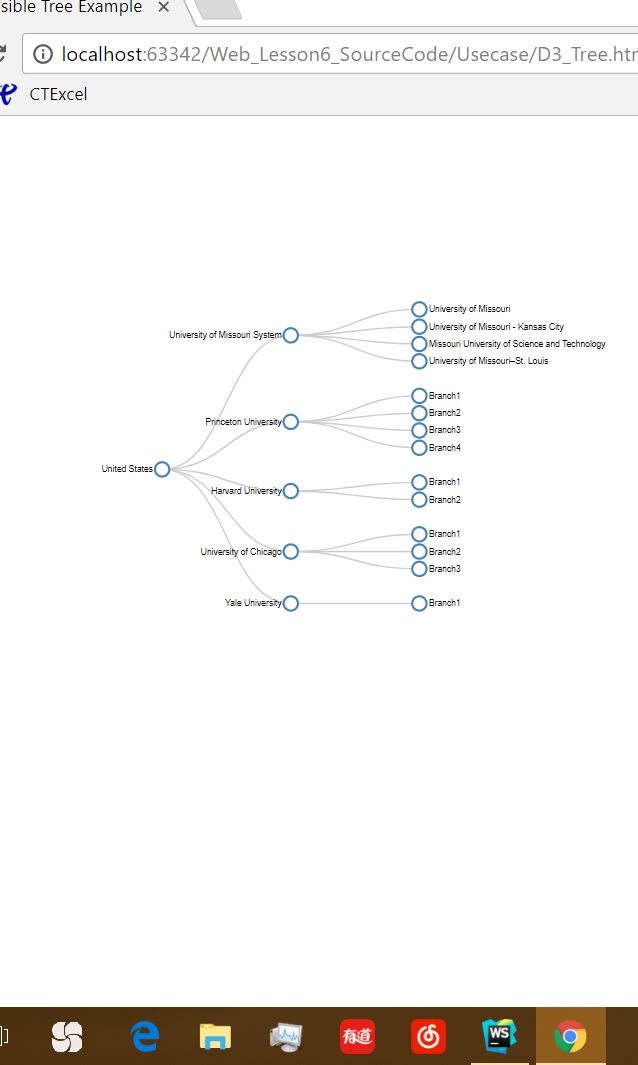 sible Tree Example
localhost:63342/Web_Lesson6_SourceCode/Usecase/D3_Tree.htm
CTExcel
University of Missouri
University of Missouri System
University of Missouri - Kansas City
Missouri University of Science and Technology
University of Missouri–St. Louis
Branch1
Branch2
Princeton University
Branch3
Branch4
United States
Branch1
Harvard University
Branch2
Branch1
University of Chicago
Branch2
Branch3
Yale University
Branch1
有道
WS